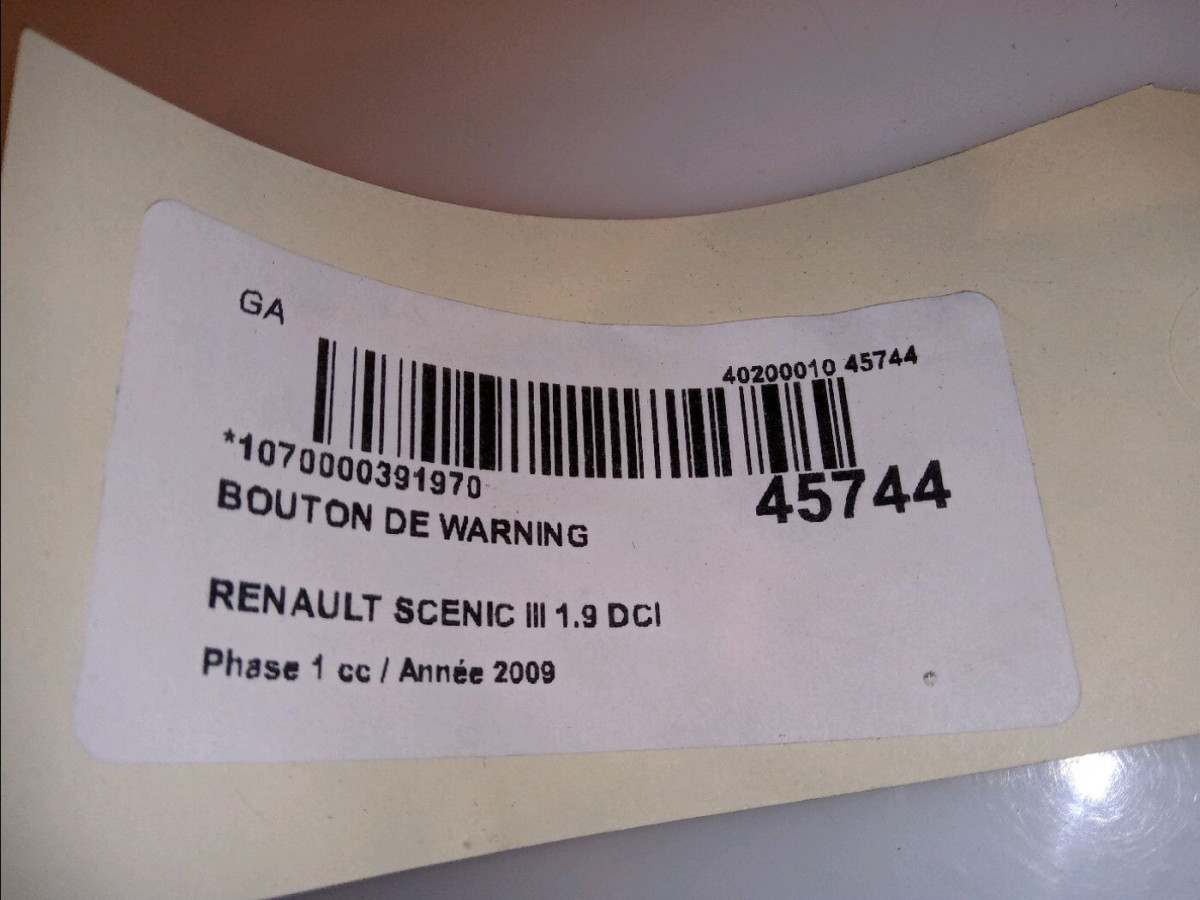 GA
40200010 45744
*1070000391970
45744
BOUTON DE WARNING
RENAULT SCENIC III 1.9 DCI
Phase 1 cc / Année 2009